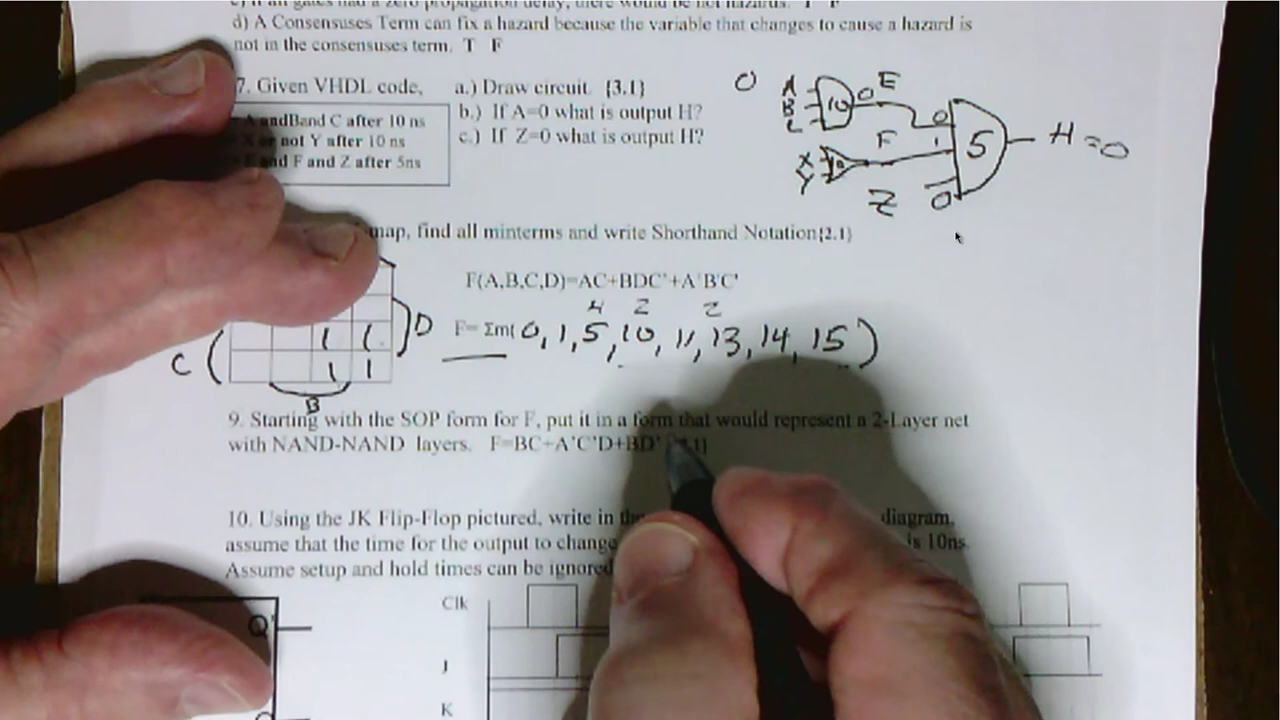 propagation delay, there would be not hazards. T F
d) A Consensuses Term can fix a hazard because the variable that changes to cause a hazard is
not in the consensuses term. T F
7. Given VHDL code, a.) Draw circuit. {3.1}
b.) If A=0 what is output H?
c.) If Z=0 what is output H?
A andBand C after 10 ns
not Y after 10 ns
and F and Z after 5ns
0 A B C 10 0 E
X Y F 0 1 5 H=0
Z 0
map, find all minterms and write Shorthand Notation{2.1}
F(A,B,C,D)=AC+BDC'+A'B'C'
4 2 2
F= Σm( 0, 1, 5, 10, 11, 13, 14, 15 )
C 1 1 D
1 1
B
9. Starting with the SOP form for F, put it in a form that would represent a 2-Layer net
with NAND-NAND layers. F=BC+A'C'D+BD'
10. Using the JK Flip-Flop pictured, write in diagram,
assume that the time for the output to change is 10ns.
Assume setup and hold times can be ignored
Clk
Q
J
K